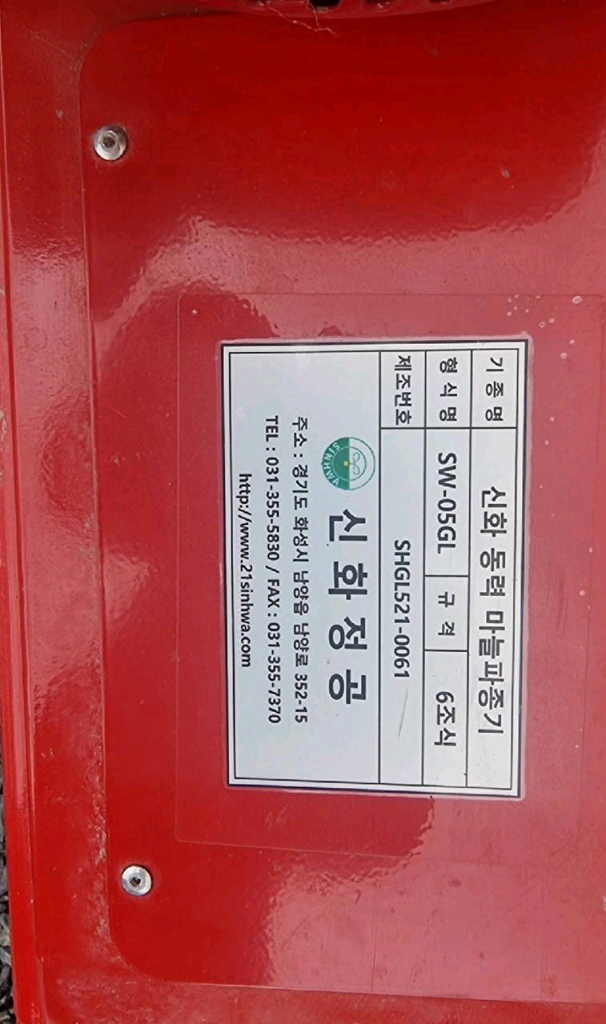 기종명 신화 동력 마늘파종기
형식명 SW-05GL 규격 6조식
제조번호 SHGL521-0061
SINHWA 신화정공
주소 : 경기도 화성시 남양읍 남양로 352-15
TEL : 031-355-5830 / FAX : 031-355-7370
http://www.21sinhwa.com